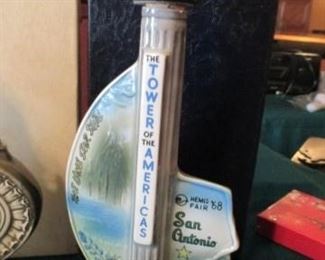 THE
TOWER
OF THE
AMERICAS
HEMIS '68
FAIR
San
Antonio